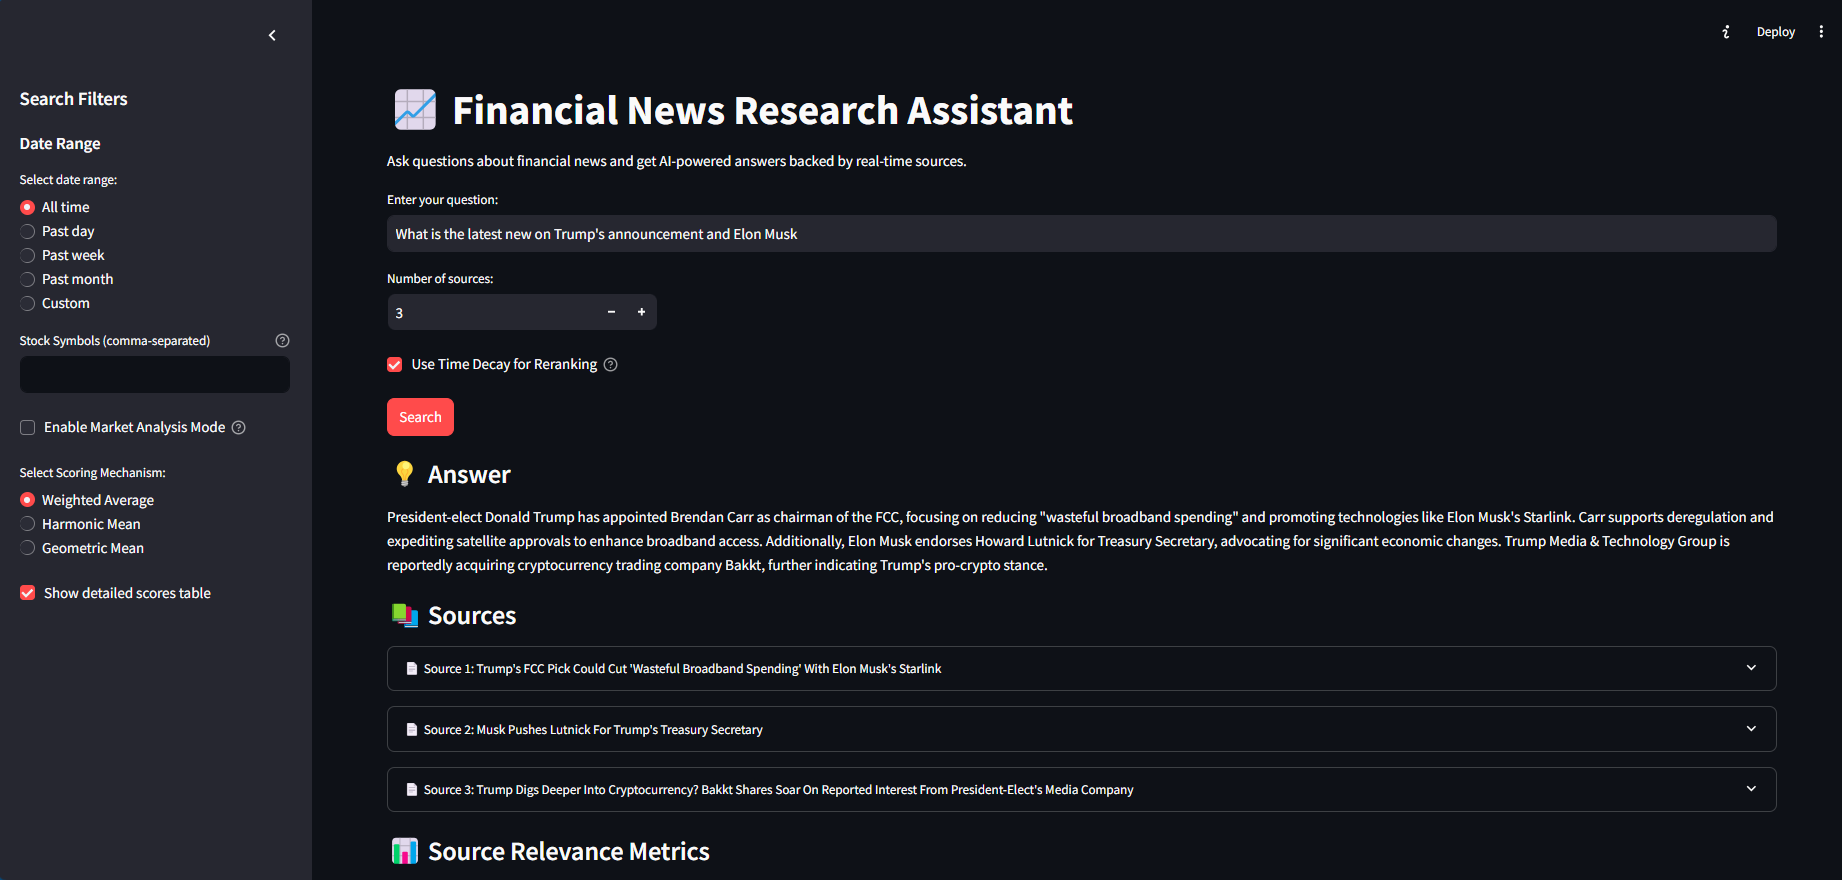 Deploy
Search Filters
Date Range
Select date range:
All time
Past day
Past week
Past month
Custom
Stock Symbols (comma-separated)
Enable Market Analysis Mode
Select Scoring Mechanism:
Weighted Average
Harmonic Mean
Geometric Mean
Show detailed scores table
Financial News Research Assistant
Ask questions about financial news and get AI-powered answers backed by real-time sources.
Enter your question:
What is the latest new on Trump's announcement and Elon Musk
Number of sources:
3
Use Time Decay for Reranking
Search
Answer
President-elect Donald Trump has appointed Brendan Carr as chairman of the FCC, focusing on reducing "wasteful broadband spending" and promoting technologies like Elon Musk's Starlink. Carr supports deregulation and
expediting satellite approvals to enhance broadband access. Additionally, Elon Musk endorses Howard Lutnick for Treasury Secretary, advocating for significant economic changes. Trump Media & Technology Group is
reportedly acquiring cryptocurrency trading company Bakkt, further indicating Trump's pro-crypto stance.
Sources
Source 1: Trump's FCC Pick Could Cut 'Wasteful Broadband Spending' With Elon Musk's Starlink
Source 2: Musk Pushes Lutnick For Trump's Treasury Secretary
Source 3: Trump Digs Deeper Into Cryptocurrency? Bakkt Shares Soar On Reported Interest From President-Elect's Media Company
Source Relevance Metrics